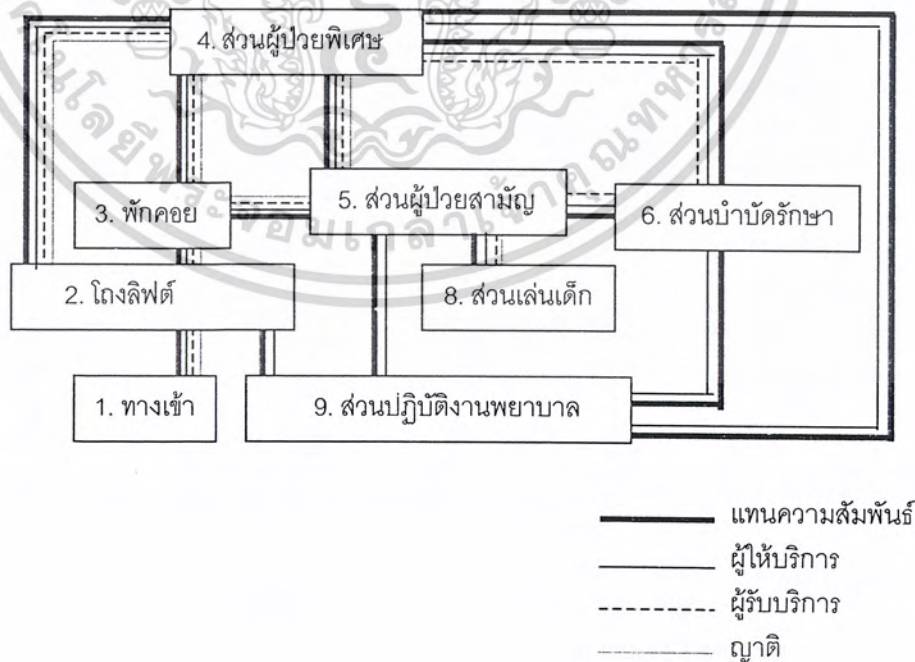 4. ส่วนผู้ป่วยพิเศษ
3. พักคอย
5. ส่วนผู้ป่วยสามัญ
6. ส่วนบำบัดรักษา
2. โถงลิฟต์
8. ส่วนเล่นเด็ก
1. ทางเข้า
9. ส่วนปฏิบัติงานพยาบาล
แทนความสัมพันธ์
ผู้ให้บริการ
ผู้รับบริการ
ญาติ